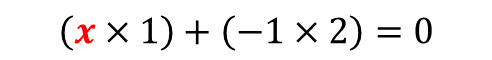 (x × 1) + (−1 × 2) = 0